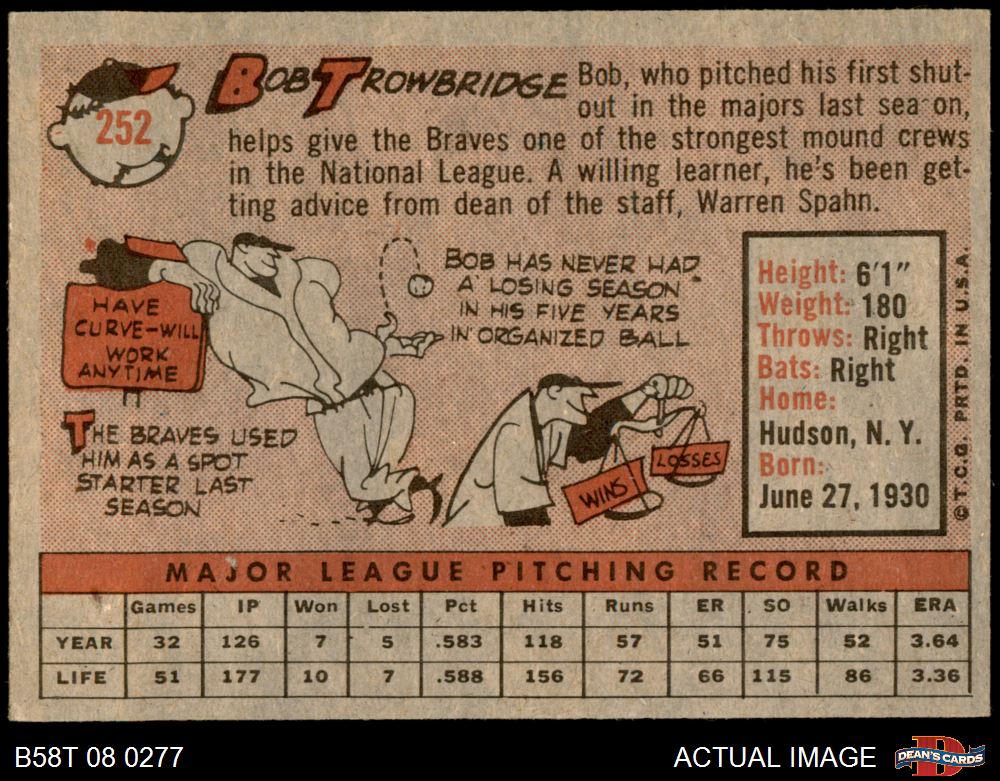 252
BOB TROWBRIDGE
Bob, who pitched his first shut-
out in the majors last sea on,
helps give the Braves one of the strongest mound crews
in the National League. A willing learner, he's been get-
ting advice from dean of the staff, Warren Spahn.
HAVE
CURVE-WILL
WORK
ANYTIME
BOB HAS NEVER HAD
A LOSING SEASON
IN HIS FIVE YEARS
IN ORGANIZED BALL
THE BRAVES USED
HIM AS A SPOT
STARTER LAST
SEASON
WINS
LOSSES
Height: 6'1"
Weight: 180
Throws: Right
Bats: Right
Home:
Hudson, N. Y.
Born:
June 27, 1930
© T.C.G. PRTD. IN U.S.A.
MAJOR LEAGUE PITCHING RECORD
Games IP Won Lost Pct Hits Runs ER SO Walks ERA
YEAR 32 126 7 5 .583 118 57 51 75 52 3.64
LIFE 51 177 10 7 .588 156 72 66 115 86 3.36
B58T 08 0277
ACTUAL IMAGE
D
DEAN'S CARDS